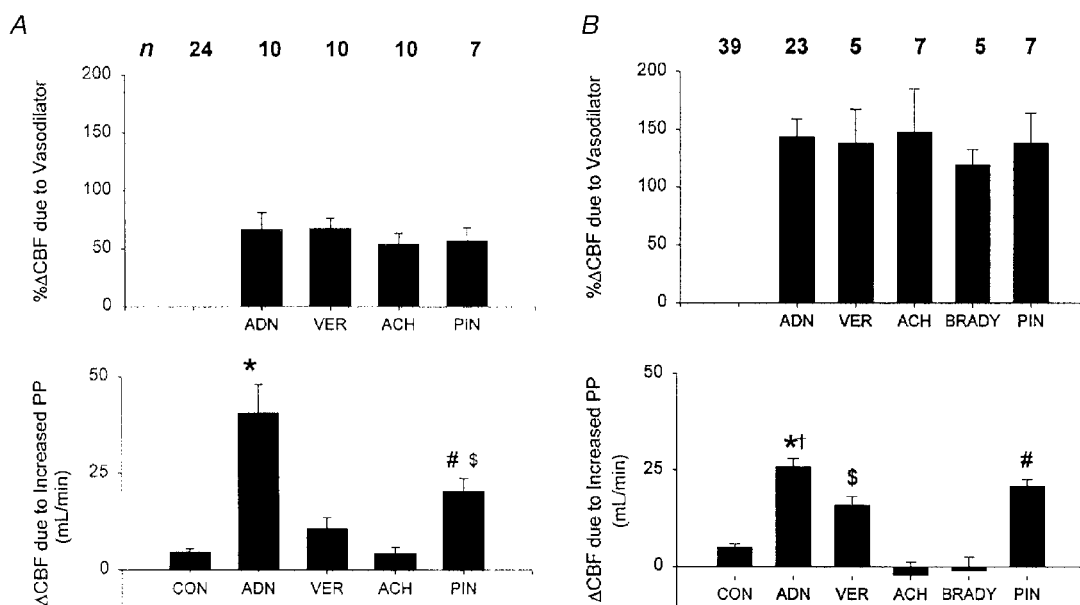 A
n 24 10 10 10 7
%ΔCBF due to Vasodilator
200
150
100
50
0
ADN VER ACH PIN
ΔCBF due to Increased PP
(mL/min)
50
25
0
*
# $
CON ADN VER ACH PIN
B
39 23 5 7 5 7
%ΔCBF due to Vasodilator
200
150
100
50
0
ADN VER ACH BRADY PIN
ΔCBF due to Increased PP
(mL/min)
50
25
0
*†
$
#
CON ADN VER ACH BRADY PIN